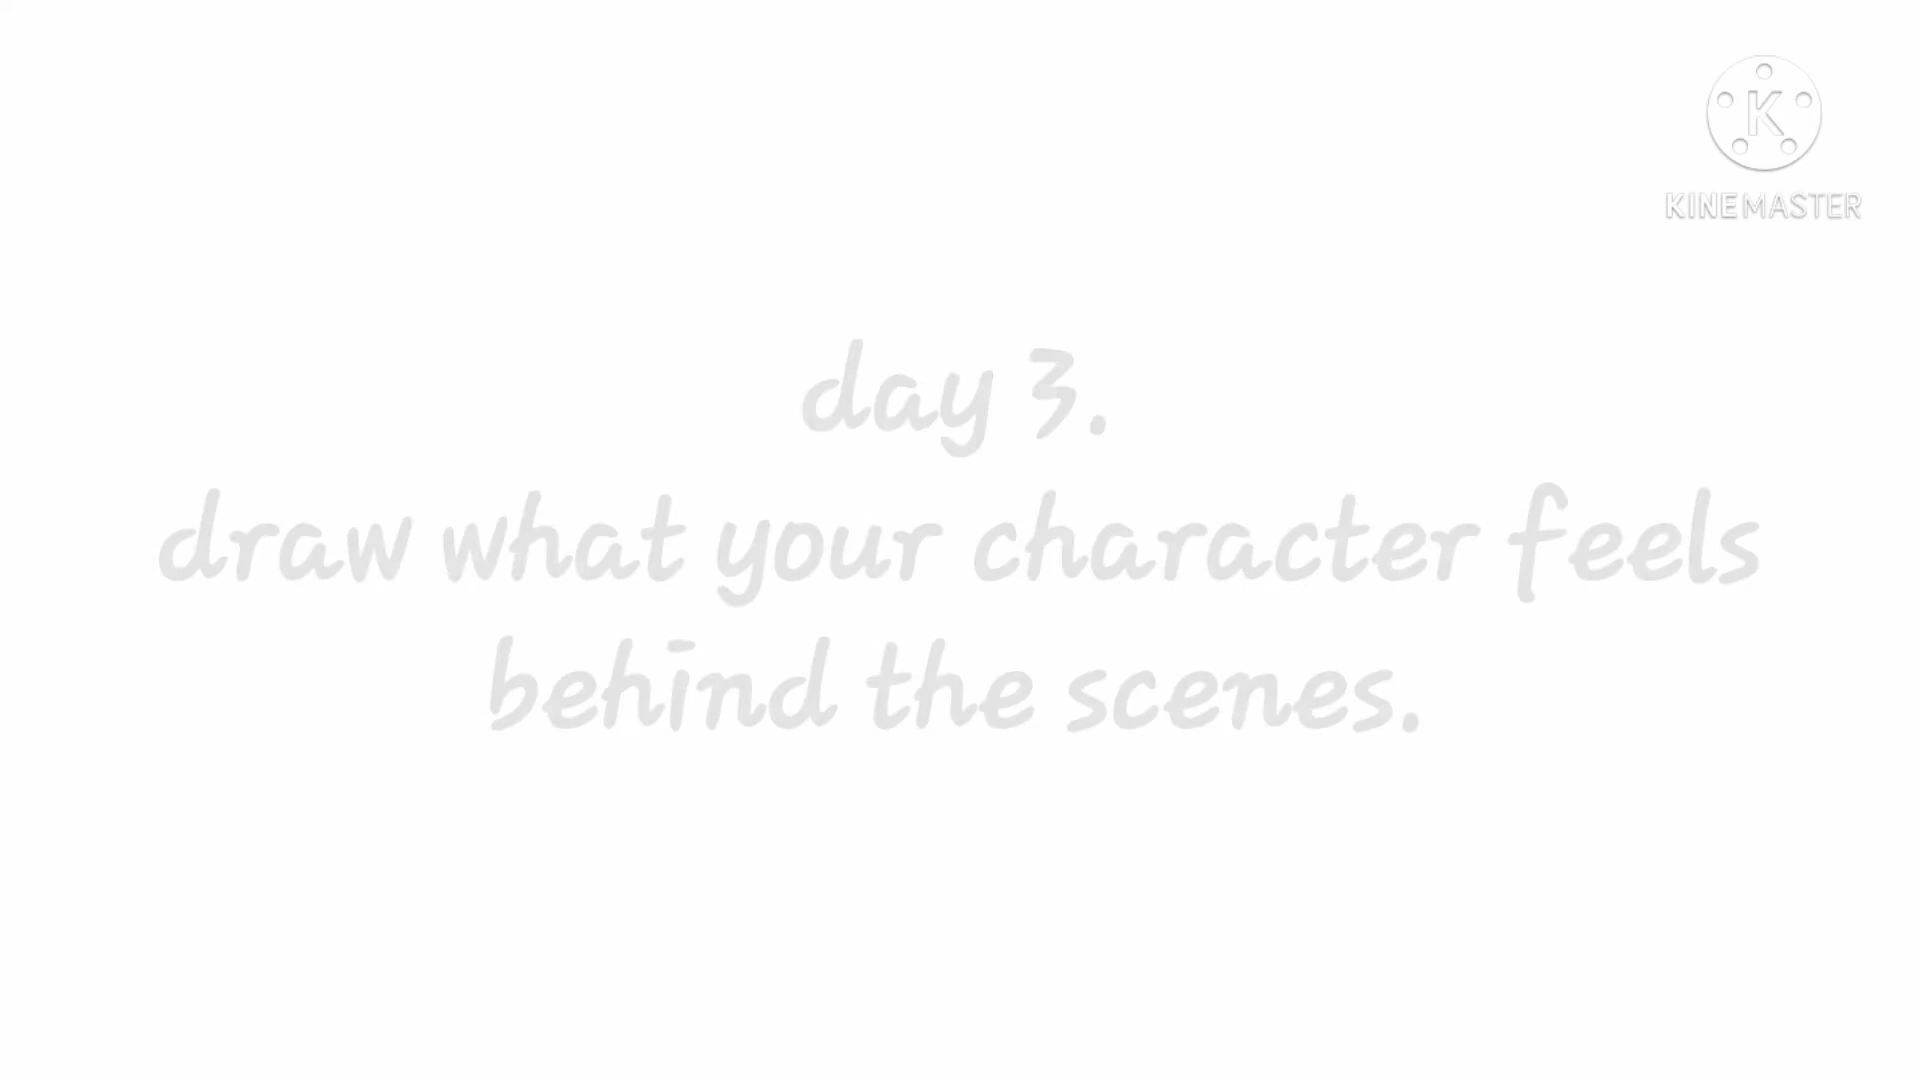 K
KINEMASTER
day 3.
draw what your character feels
behind the scenes.